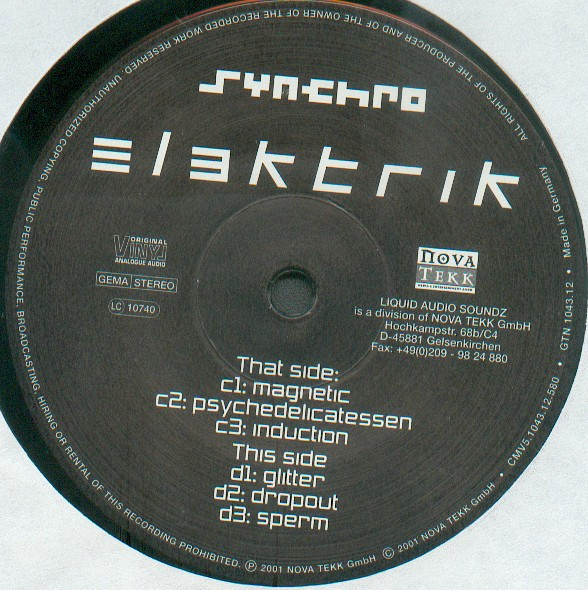 synchro
elektrik
ORIGINAL
VINYL
ANALOGUE AUDIO
GEMA STEREO
LC 10740
NOVA
TEKK
LIQUID AUDIO SOUNDZ
is a division of NOVA TEKK GmbH
Hochkampstr. 68b/C4
D-45881 Gelsenkirchen
Fax: +49(0)209 - 98 24 880
That side:
c1: magnetic
c2: psychedelicatessen
c3: induction
This side
d1: glitter
d2: dropout
d3: sperm
ALL RIGHTS OF THE PRODUCER AND OF THE OWNER OF THE RECORDED WORK RESERVED. UNAUTHORIZED COPYING, PUBLIC PERFORMANCE, BROADCASTING, HIRING OR RENTAL OF THIS RECORDING PROHIBITED. ℗ 2001 NOVA TEKK GmbH © 2001 NOVA TEKK GmbH • CMV5.1043-12.580 • GTN 1043.12 • Made in Germany